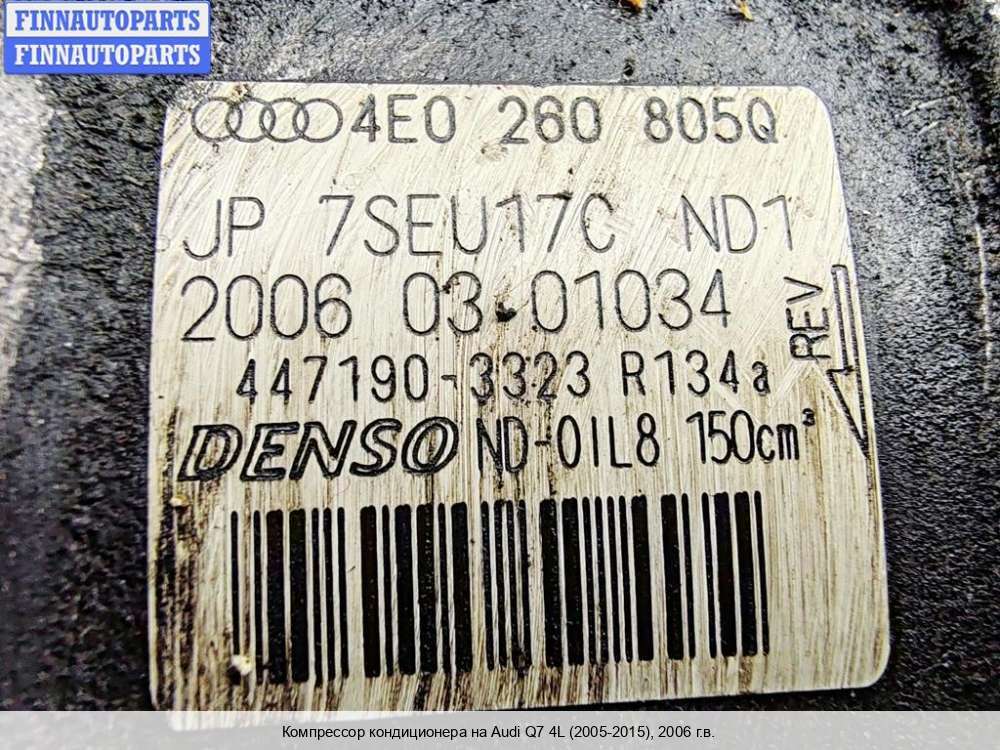 FINNAUTOPARTS
FINNAUTOPARTS
4E0 260 805Q
JP 7SEU17C ND1
2006 03 01034
REV
447190-3323 R134a
DENSO ND-OIL8 150cm³
Компрессор кондиционера на Audi Q7 4L (2005-2015), 2006 г.в.